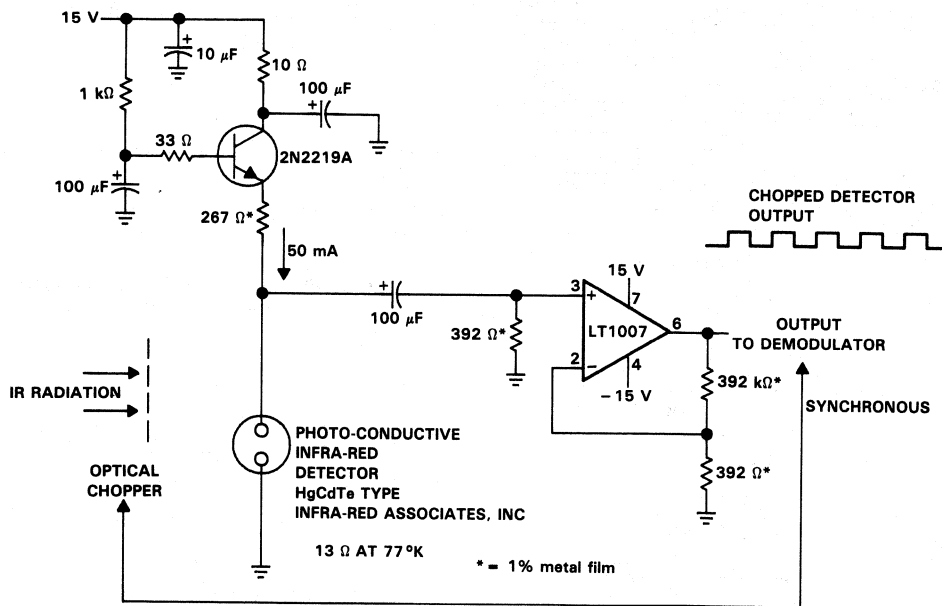 15 V
+
10 μF
10 Ω
1 kΩ
100
μF
+
33 Ω
2N2219A
100 μF
+
267 Ω*
50 mA
CHOPPED DETECTOR
OUTPUT
+
100 μF
392 Ω*
3
+
15 V
7
LT1007
6
2
−
4
−15 V
OUTPUT
TO DEMODULATOR
392 kΩ*
SYNCHRONOUS
392 Ω*
IR RADIATION
OPTICAL
CHOPPER
PHOTO-CONDUCTIVE
INFRA-RED
DETECTOR
HgCdTe TYPE
INFRA-RED ASSOCIATES, INC
13 Ω AT 77°K
* = 1% metal film